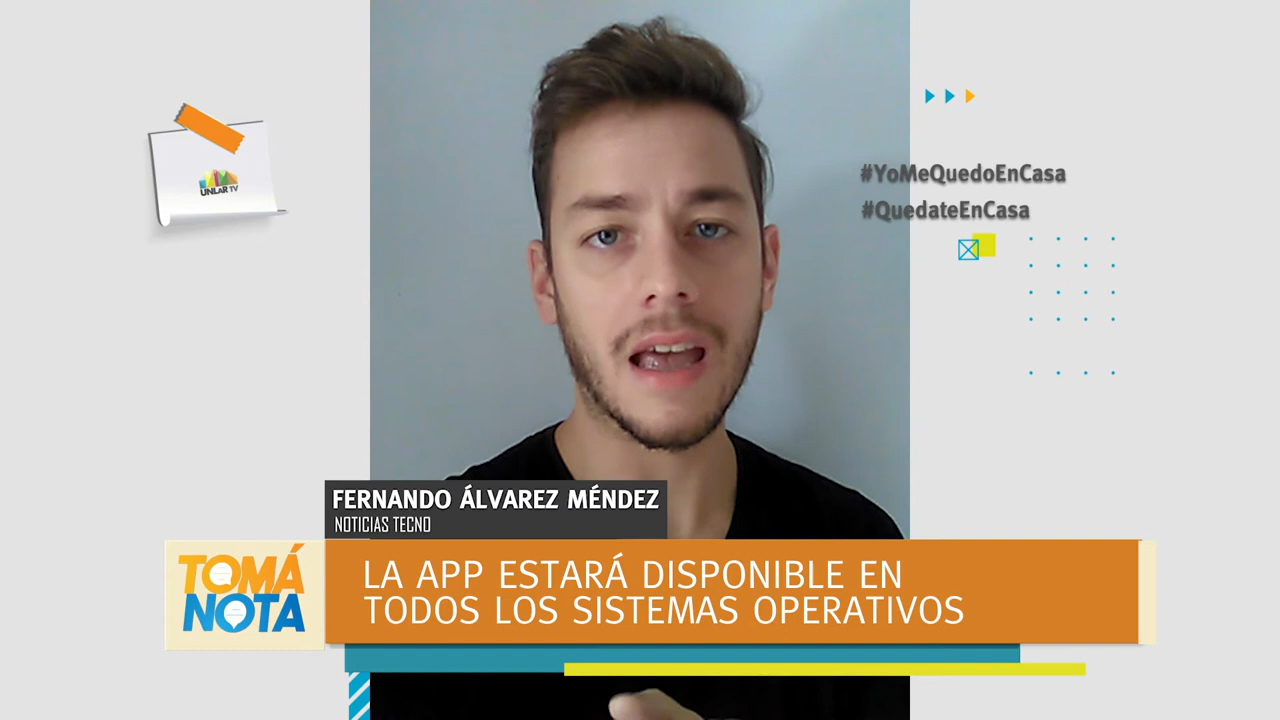 UNLAR TV
#YoMeQuedoEnCasa
#QuedateEnCasa
FERNANDO ÁLVAREZ MÉNDEZ
NOTICIAS TECNO
TOMÁ
NOTA
LA APP ESTARÁ DISPONIBLE EN
TODOS LOS SISTEMAS OPERATIVOS